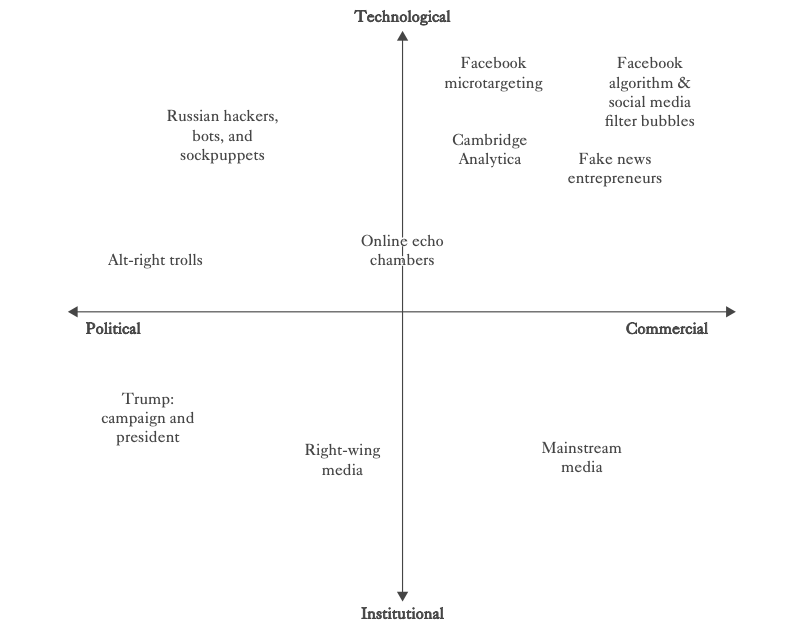 Technological
Facebook
microtargeting
Facebook
algorithm &
social media
filter bubbles
Russian hackers,
bots, and
sockpuppets
Cambridge
Analytica
Fake news
entrepreneurs
Online echo
chambers
Alt-right trolls
Political
Commercial
Trump:
campaign and
president
Right-wing
media
Mainstream
media
Institutional